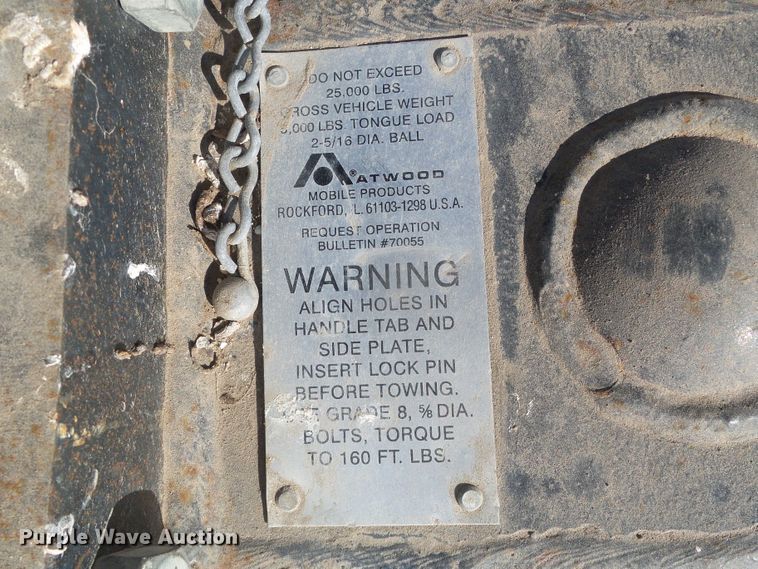 DO NOT EXCEED
25,000 LBS.
GROSS VEHICLE WEIGHT
5,000 LBS. TONGUE LOAD
2-5/16 DIA. BALL
ATWOOD
MOBILE PRODUCTS
ROCKFORD, IL. 61103-1298 U.S.A.
REQUEST OPERATION
BULLETIN #70055
WARNING
ALIGN HOLES IN
HANDLE TAB AND
SIDE PLATE,
INSERT LOCK PIN
BEFORE TOWING.
USE GRADE 8, ⅝ DIA.
BOLTS, TORQUE
TO 160 FT. LBS.
Purple Wave Auction